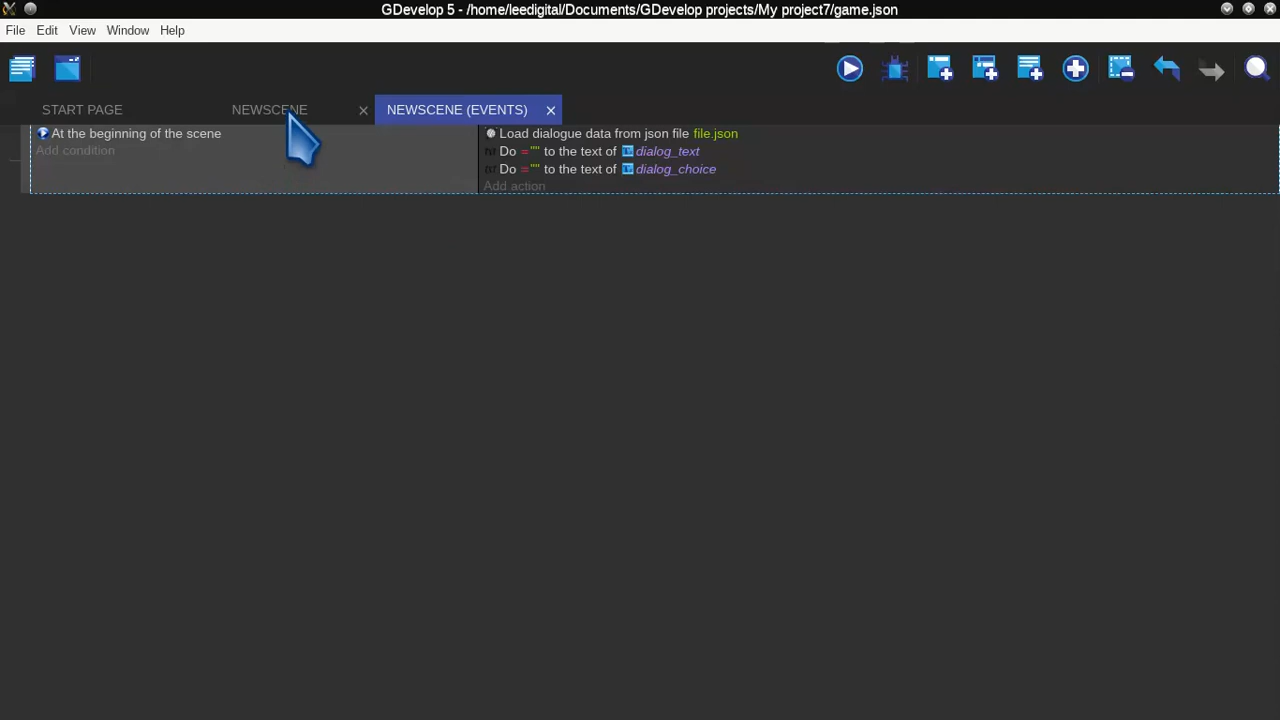 GDevelop 5 - /home/leedigital/Documents/GDevelop projects/My project7/game.json
File Edit View Window Help
START PAGE NEWSCENE NEWSCENE (EVENTS)
At the beginning of the scene
Add condition
Load dialogue data from json file file.json
Do ="" to the text of dialog_text
Do ="" to the text of dialog_choice
Add action